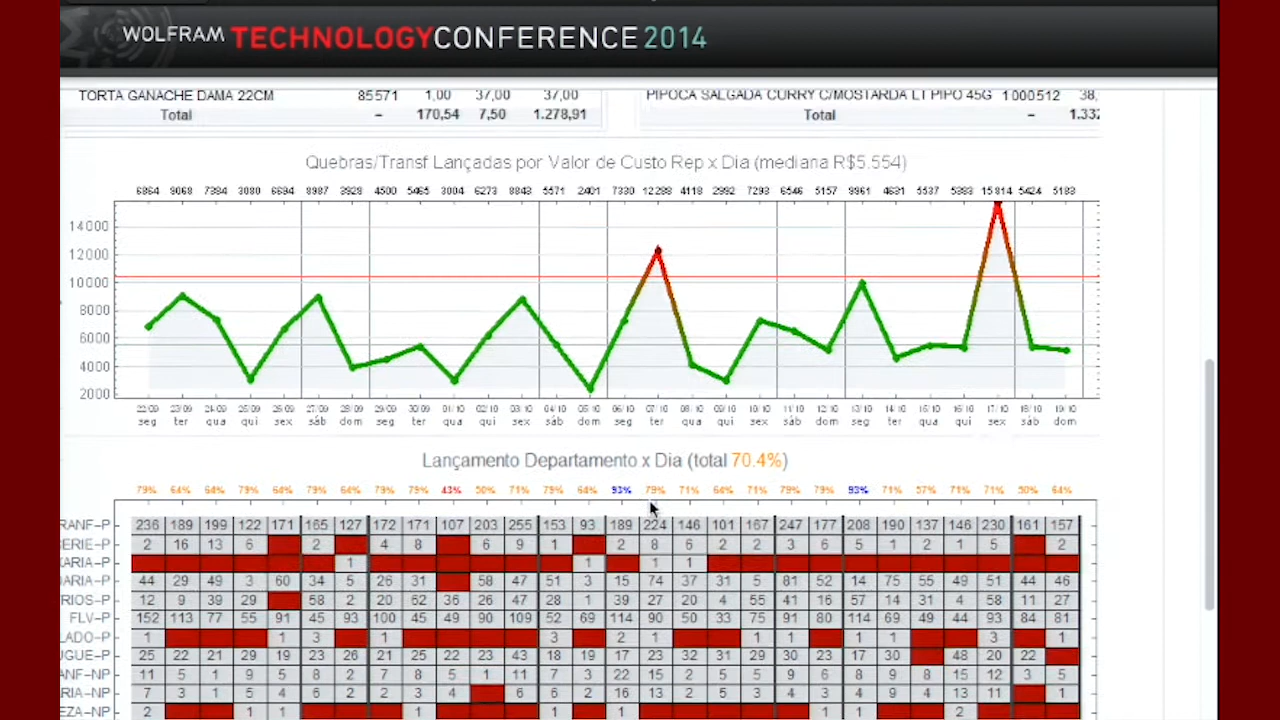 WOLFRAM TECHNOLOGYCONFERENCE 2014
TORTA GANACHE DAMA 22CM 85571 1,00 37,00 37,00 PIPOCA SALGADA CURRY C/MOSTARDA LT PIPO 45G 1000512 38,
Total – 170,54 7,50 1.278,91 Total – 1.332
Quebras/Transf Lançadas por Valor de Custo Rep x Dia (mediana R$5.554)
6864 9068 7384 3080 6694 8987 3928 4500 5465 3004 6273 8843 5571 2401 7330 12288 4118 2992 7293 6546 5157 9961 4631 5537 5383 15814 5424 5183
14000
12000
10000
8000
6000
4000
2000
22/09 23/09 24/09 25/09 26/09 27/09 28/09 29/09 30/09 01/10 02/10 03/10 04/10 05/10 06/10 07/10 08/10 09/10 10/10 11/10 12/10 13/10 14/10 15/10 16/10 17/10 18/10 19/10
seg ter qua qui sex sáb dom seg ter qua qui sex sáb dom seg ter qua qui sex sáb dom seg ter qua qui sex sáb dom
Lançamento Departamento x Dia (total 70.4%)
79% 64% 64% 79% 64% 79% 64% 79% 79% 43% 50% 71% 79% 64% 93% 79% 71% 64% 71% 79% 79% 93% 71% 57% 71% 71% 50% 64%
RANF-P 236 189 199 122 171 165 127 172 171 107 203 255 153 93 189 224 146 101 167 247 177 208 190 137 146 230 161 157
ERIE-P 2 16 13 6 2 4 8 6 9 1 2 8 6 2 2 3 6 5 1 2 1 5 2
ARIA-P 1 1 1 1
ARIA-P 44 29 49 3 60 34 5 26 31 58 47 51 3 15 74 37 31 5 81 52 14 75 55 49 51 44 46
RIOS-P 12 9 39 29 58 2 20 62 36 26 47 28 1 39 27 20 4 55 41 16 57 14 31 4 58 11 27
FLV-P 152 113 77 55 91 45 93 100 45 49 90 109 52 69 114 90 50 33 75 91 80 114 69 49 44 93 84 81
LADO-P 1 1 3 1 3 2 1 1 1 1 1 3 1
UGUE-P 25 22 21 29 19 23 26 21 25 22 23 43 18 19 17 23 32 31 29 30 23 17 30 48 20 22
ANF-NP 11 5 1 9 5 8 2 7 8 5 1 11 7 3 22 15 2 5 5 9 6 8 9 8 15 12 3 5
RIA-NP 7 3 1 5 4 6 2 2 3 4 6 6 2 16 13 2 5 3 4 3 4 9 4 13 11 1
EZA-NP 2 1 1 1 1 1 1 1 2